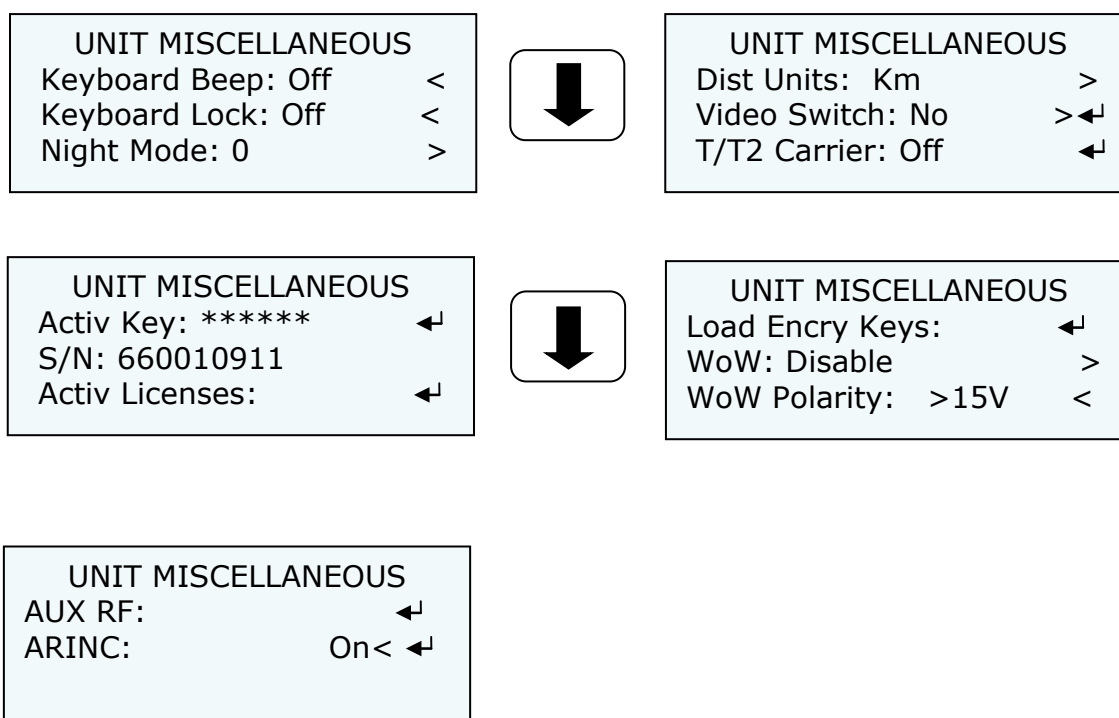 UNIT MISCELLANEOUS
Keyboard Beep: Off <
Keyboard Lock: Off <
Night Mode: 0 >
UNIT MISCELLANEOUS
Dist Units: Km >
Video Switch: No >↵
T/T2 Carrier: Off ↵
UNIT MISCELLANEOUS
Activ Key: ****** ↵
S/N: 660010911
Activ Licenses: ↵
UNIT MISCELLANEOUS
Load Encry Keys: ↵
WoW: Disable >
WoW Polarity: >15V <
UNIT MISCELLANEOUS
AUX RF: ↵
ARINC: On< ↵